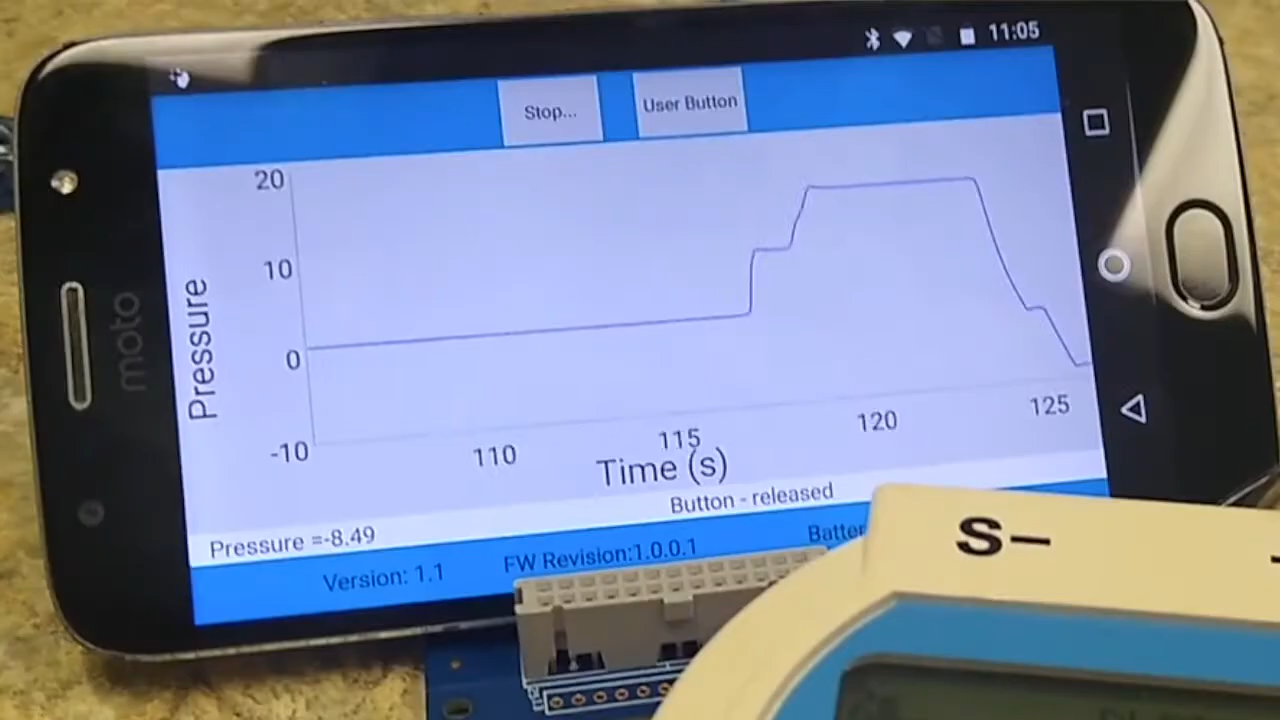 11:05
Stop...
User Button
20
10
0
-10
Pressure
110
115
120
125
Time (s)
Button - released
Pressure =-8.49
Version: 1.1
FW Revision:1.0.0.1
moto
S-